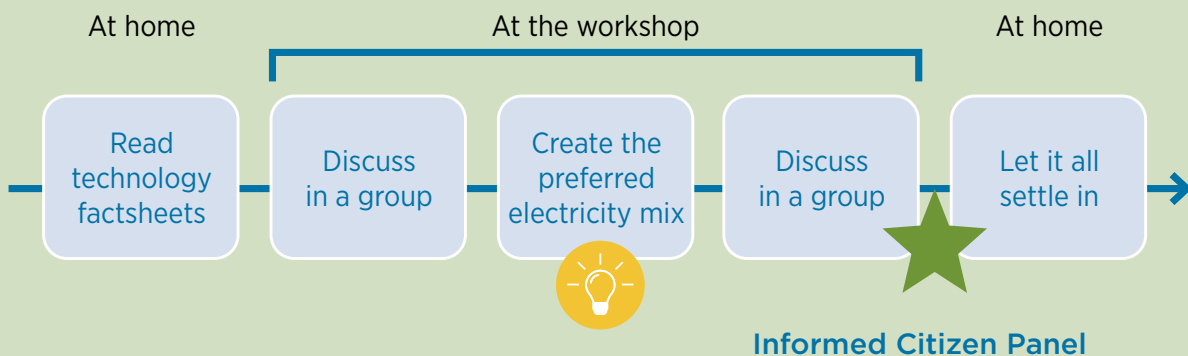 At home
At the workshop
At home
Read
technology
factsheets
Discuss
in a group
Create the
preferred
electricity mix
Discuss
in a group
Let it all
settle in
Informed Citizen Panel